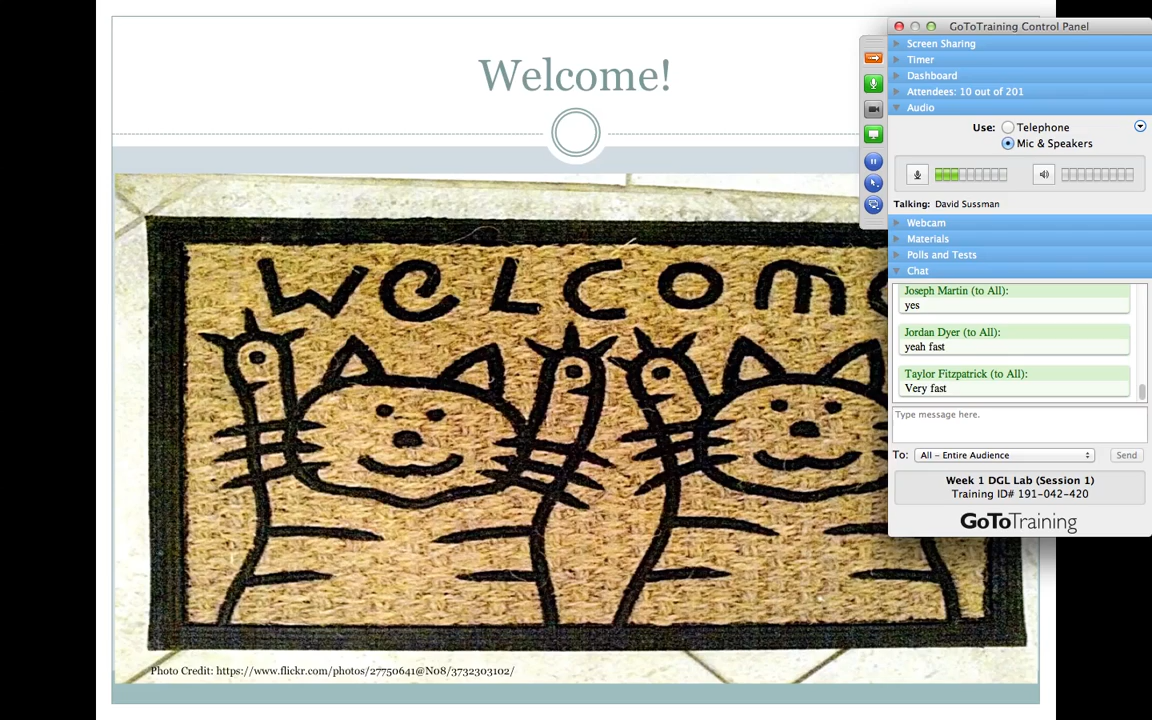 Welcome!
WELCOME
Photo Credit: https://www.flickr.com/photos/27750641@N08/3732303102/
GoToTraining Control Panel
Screen Sharing
Timer
Dashboard
Attendees: 10 out of 201
Audio
Use: Telephone
Mic & Speakers
Talking: David Sussman
Webcam
Materials
Polls and Tests
Chat
Joseph Martin (to All):
yes
Jordan Dyer (to All):
yeah fast
Taylor Fitzpatrick (to All):
Very fast
Type message here.
To: All - Entire Audience Send
Week 1 DGL Lab (Session 1)
Training ID# 191-042-420
GoToTraining